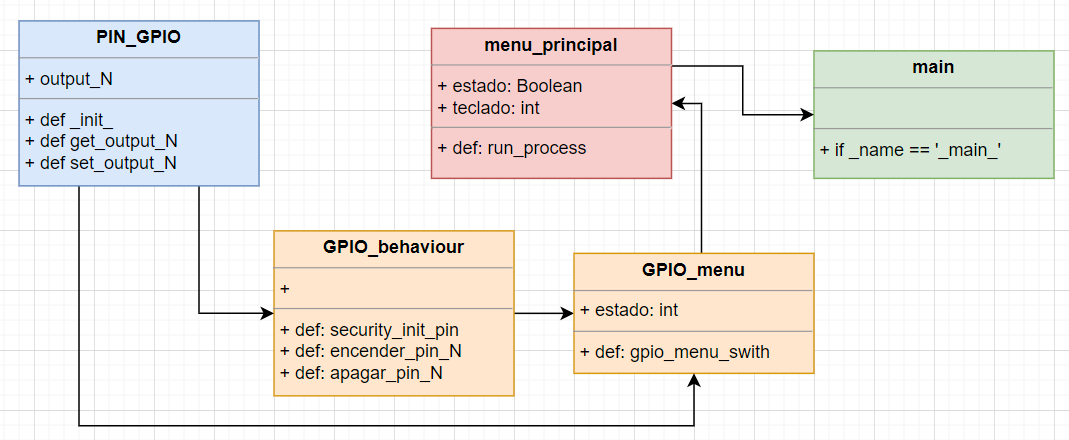 PIN_GPIO
+ output_N
+ def _init_
+ def get_output_N
+ def set_output_N
menu_principal
+ estado: Boolean
+ teclado: int
+ def: run_process
main
+ if _name == '_main_'
GPIO_behaviour
+
+ def: security_init_pin
+ def: encender_pin_N
+ def: apagar_pin_N
GPIO_menu
+ estado: int
+ def: gpio_menu_swith